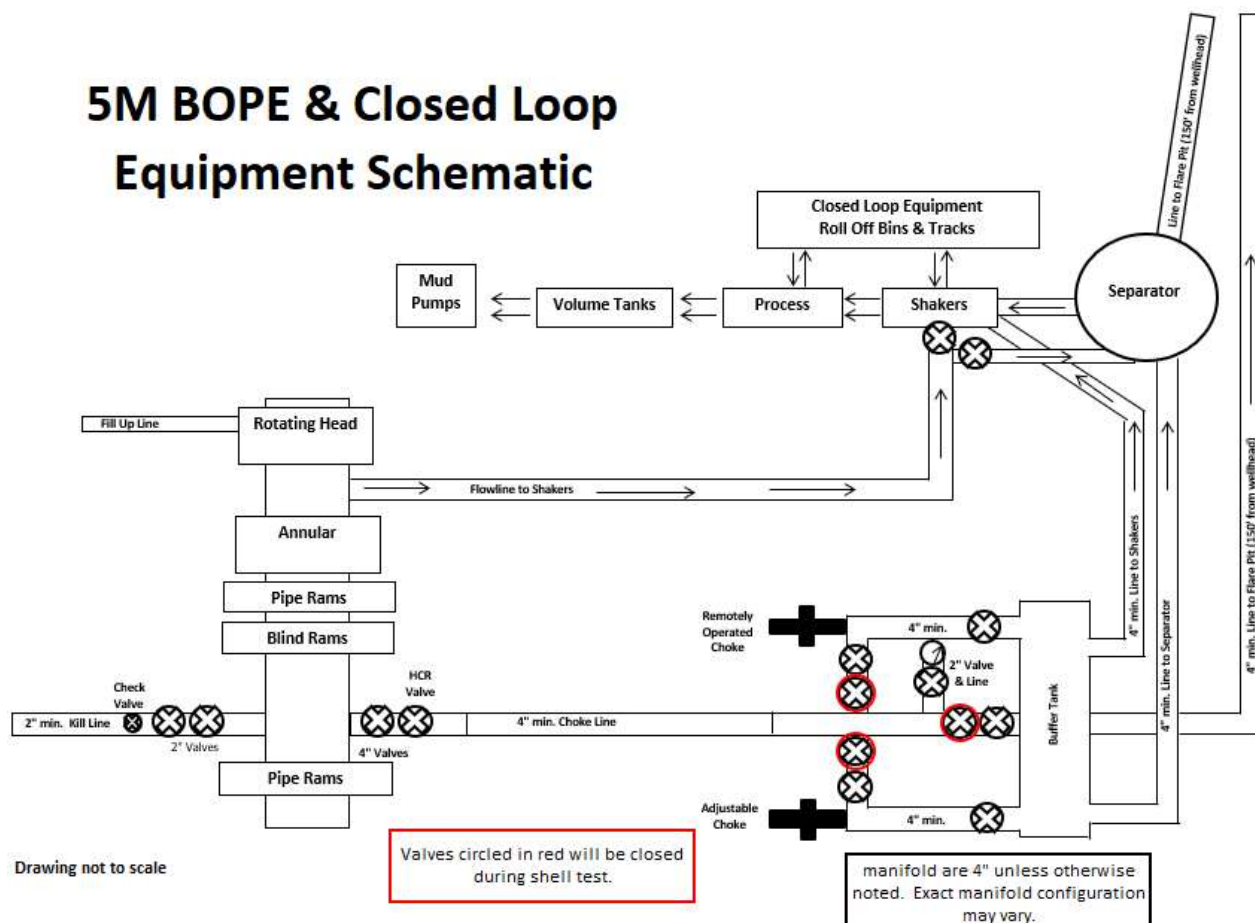 5M BOPE & Closed Loop
Equipment Schematic
Closed Loop Equipment
Roll Off Bins & Tracks
Mud
Pumps
Volume Tanks
Process
Shakers
Separator
Line to Flare Pit (150' from wellhead)
Fill Up Line
Rotating Head
Flowline to Shakers
Annular
Pipe Rams
Blind Rams
Remotely
Operated
Choke
4" min.
2" Valve
& Line
Check
Valve
HCR
Valve
2" min. Kill Line
2" Valves
4" Valves
4" min. Choke Line
Buffer Tank
4" min. Line to Shakers
4" min. Line to Separator
4" min. Line to Flare Pit (150' from wellhead)
Pipe Rams
Adjustable
Choke
4" min.
Drawing not to scale
Valves circled in red will be closed
during shell test.
manifold are 4" unless otherwise
noted. Exact manifold configuration
may vary.